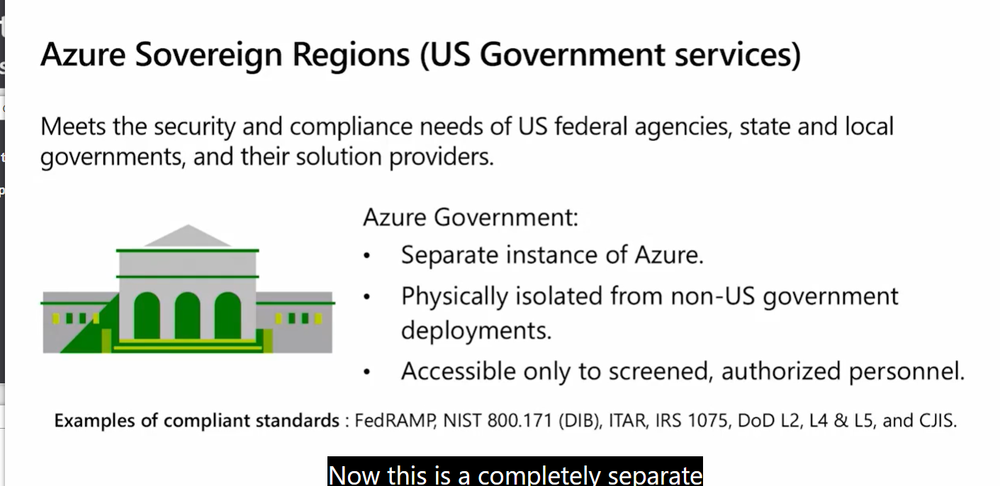 Azure Sovereign Regions (US Government services)
Meets the security and compliance needs of US federal agencies, state and local
governments, and their solution providers.
Azure Government:
• Separate instance of Azure.
• Physically isolated from non-US government
deployments.
• Accessible only to screened, authorized personnel.
Examples of compliant standards : FedRAMP, NIST 800.171 (DIB), ITAR, IRS 1075, DoD L2, L4 & L5, and CJIS.
Now this is a completely separate